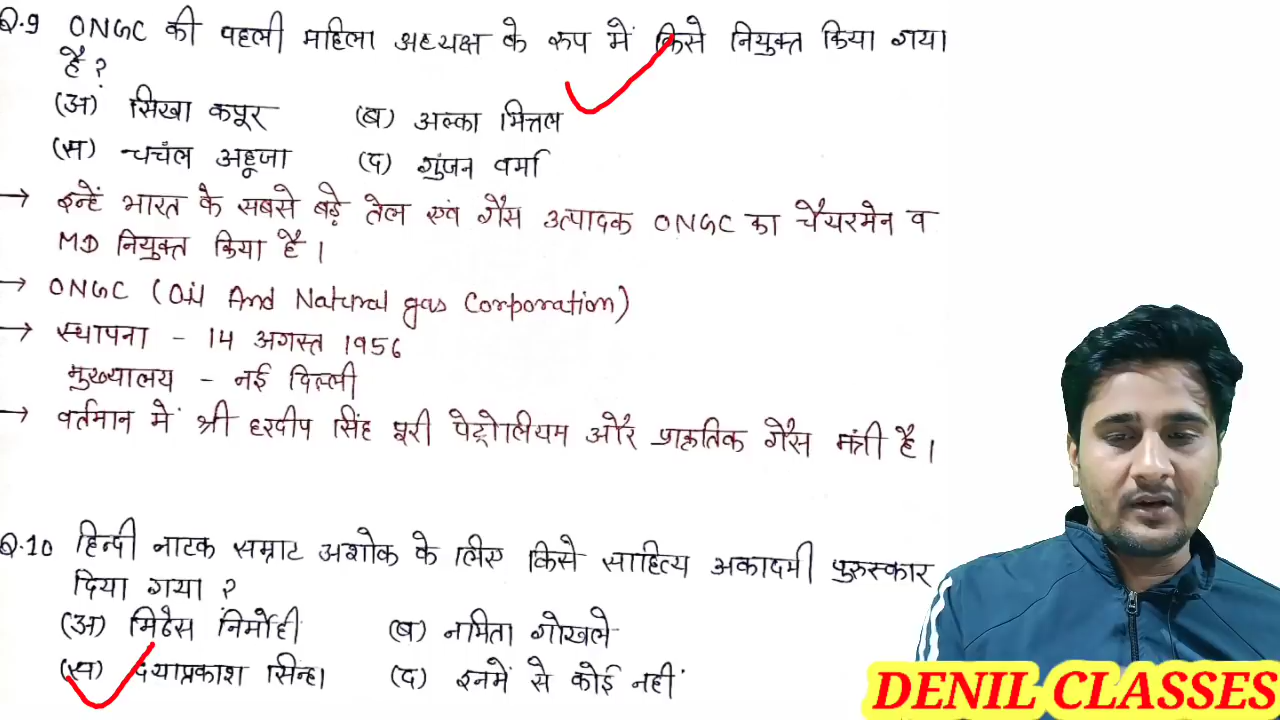 Q.9 ONGC की पहली महिला अध्यक्ष के रूप में किसे नियुक्त किया गया
है?
(अ) सिखा कपूर (ब) अल्का मित्तल
(स) चचंल अहूजा (द) गुंजन वर्मा
→ इन्हें भारत के सबसे बड़े तेल एवं गैस उत्पादक ONGC का चैयरमेन व
MD नियुक्त किया है।
→ ONGC (Oil And Natural gas Corporation)
→ स्थापना - 14 अगस्त 1956
मुख्यालय - नई दिल्ली
→ वर्तमान में श्री हरदीप सिंह पूरी पेट्रोलियम और प्राकृतिक गैस मंत्री है।
Q.10 हिन्दी नाटक सम्राट अशोक के लिए किसे साहित्य अकादमी पुरुस्कार
दिया गया ?
(अ) मिठेस निर्मोही (ब) नमिता गोखले
(स) दयाप्रकाश सिन्हा (द) इनमें से कोई नहीं
DENIL CLASSES